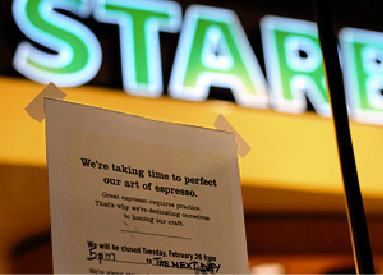 STARB
We're taking time to perfect
our art of espresso.
Great espresso requires practice.
That's why we're dedicating ourselves
to honing our craft.
We will be closed Tuesday, February 26 from
5pm to THE NEXT DAY
We're